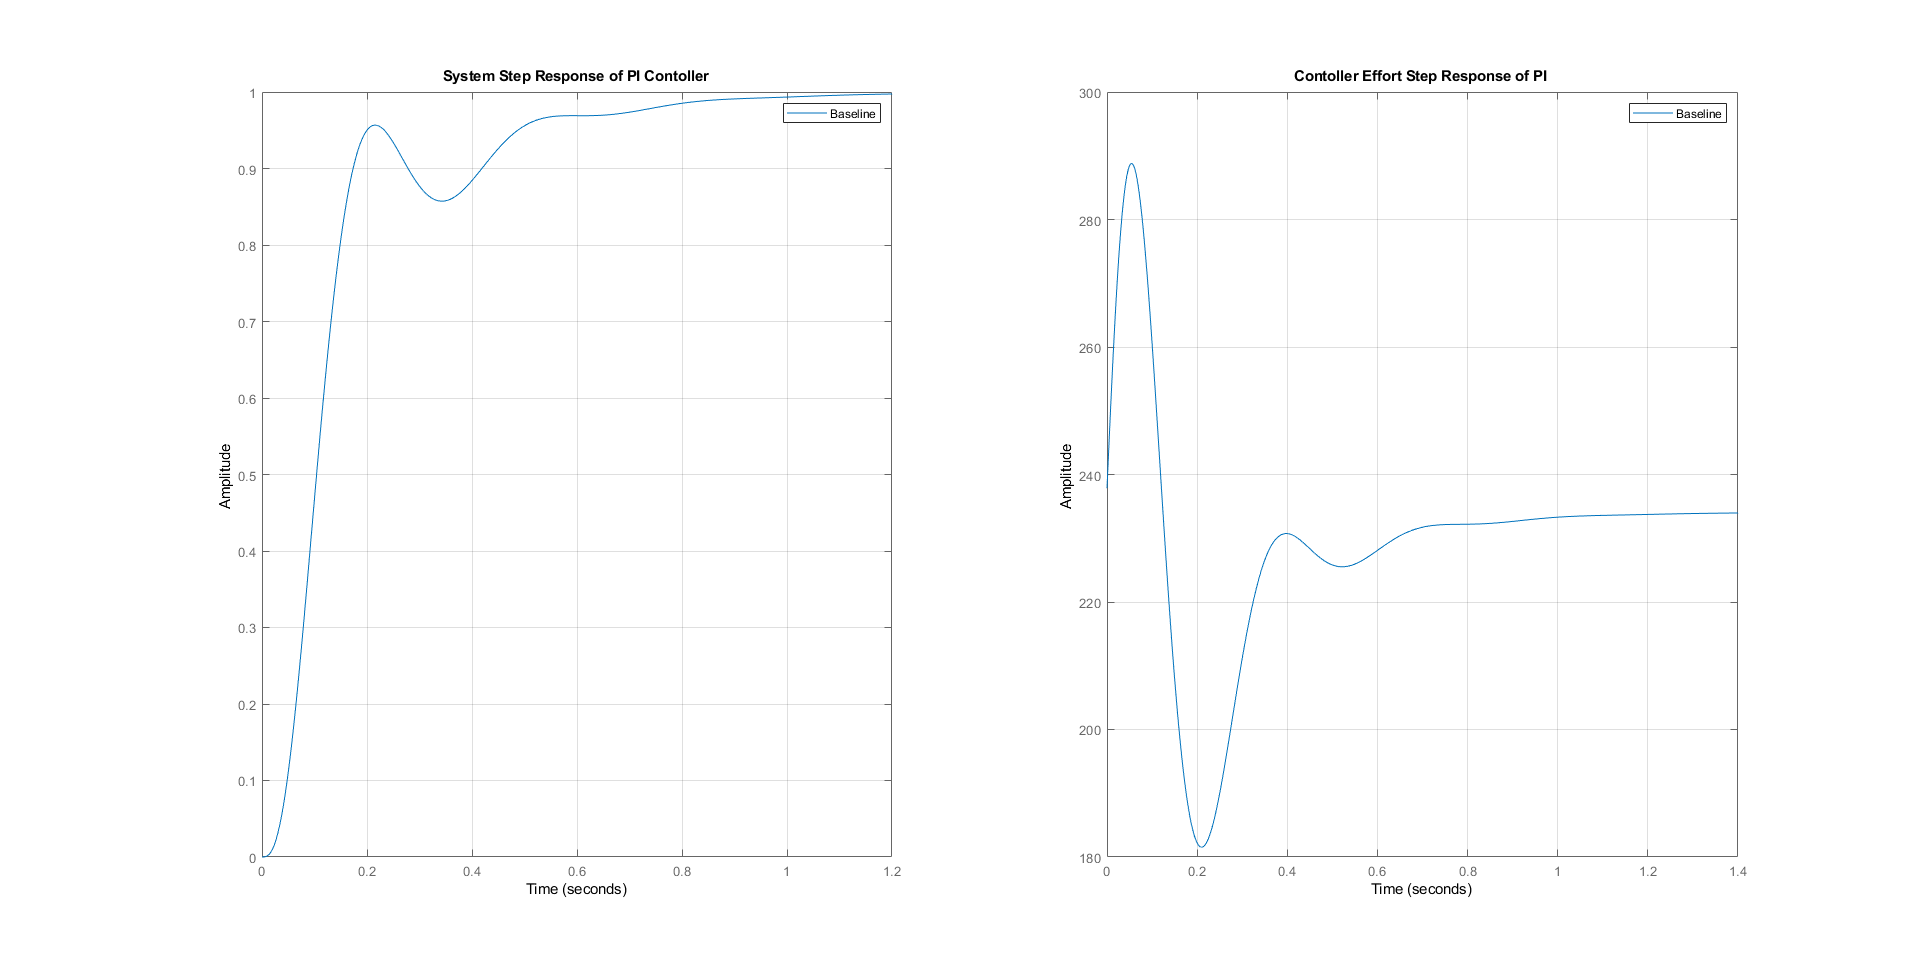 System Step Response of PI Contoller
Baseline
Amplitude
1
0.9
0.8
0.7
0.6
0.5
0.4
0.3
0.2
0.1
0
0 0.2 0.4 0.6 0.8 1 1.2
Time (seconds)
Contoller Effort Step Response of PI
Baseline
Amplitude
300
280
260
240
220
200
180
0 0.2 0.4 0.6 0.8 1 1.2 1.4
Time (seconds)